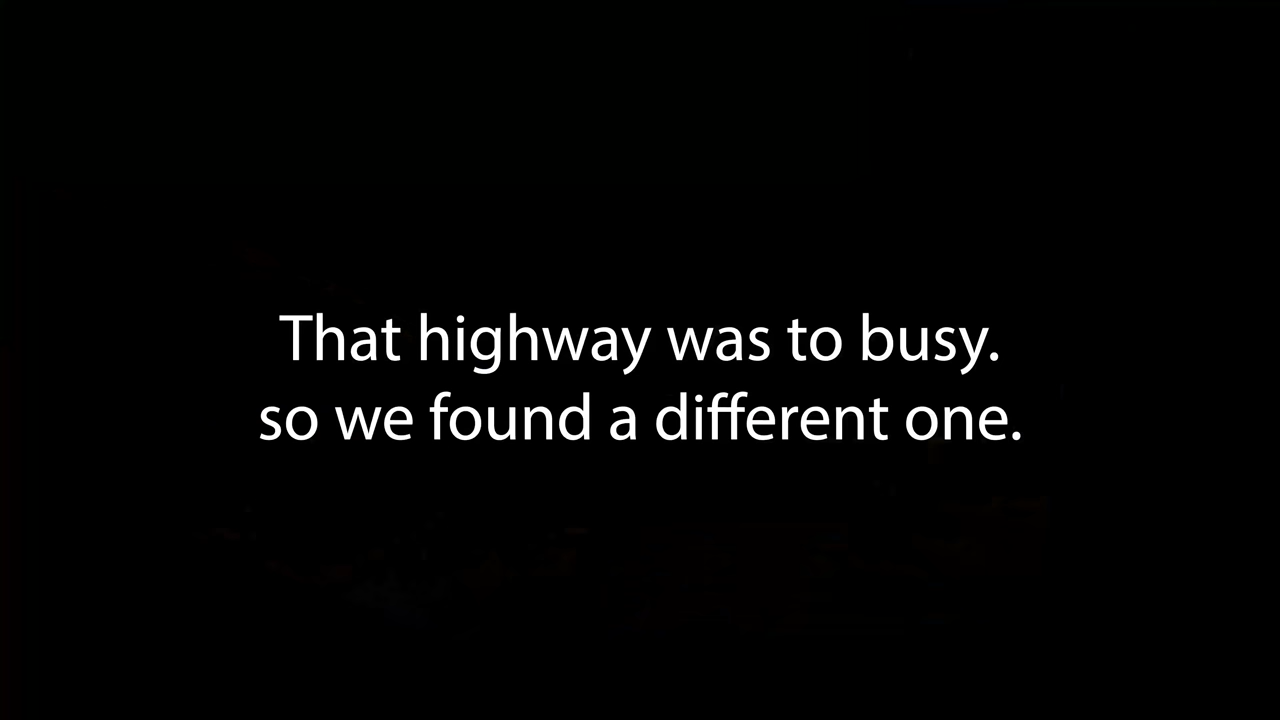 That highway was to busy.
so we found a different one.